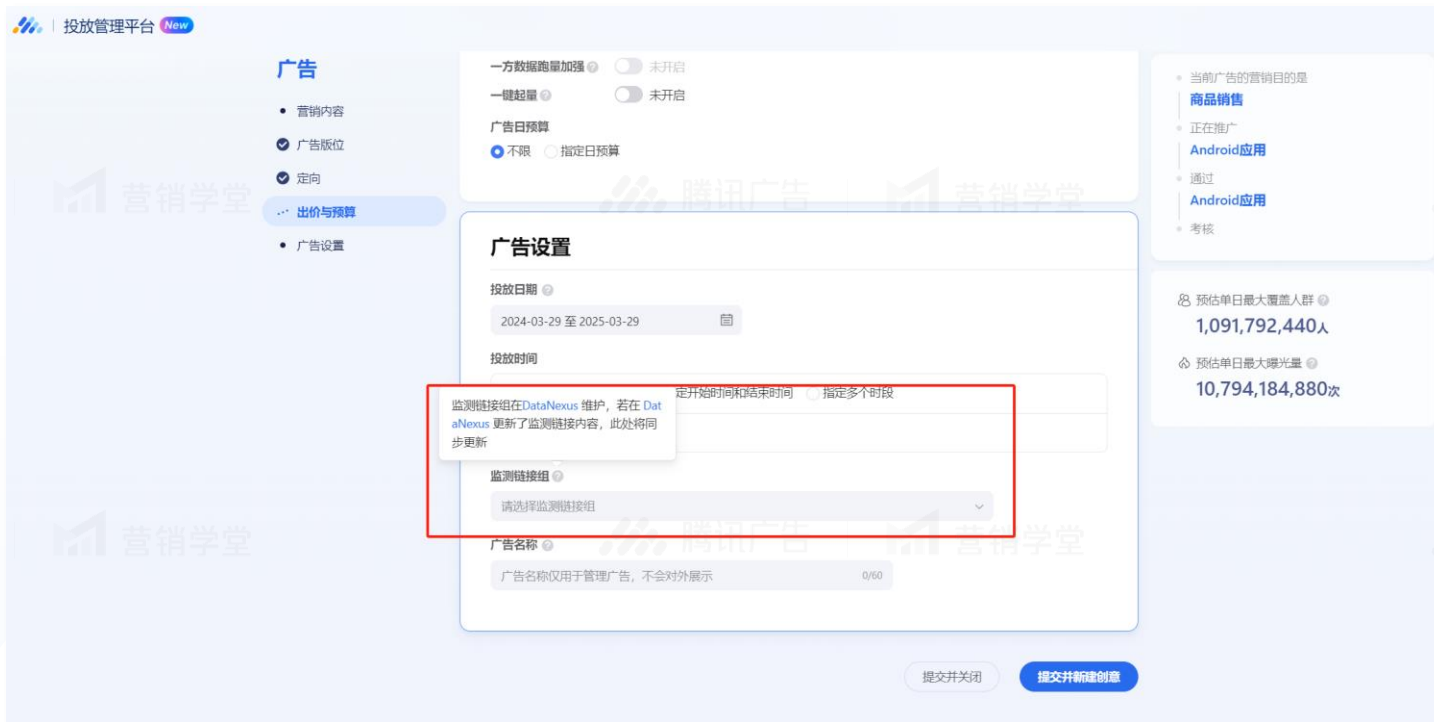 投放管理平台 New
广告
营销内容
广告版位
定向
出价与预算
广告设置
一方数据跑量加强 未开启
一键起量 未开启
广告日预算
不限 指定日预算
广告设置
投放日期
2024-03-29 至 2025-03-29
投放时间
定开始时间和结束时间 指定多个时段
监测链接组在DataNexus 维护，若在 Dat
aNexus 更新了监测链接内容，此处将同
步更新
监测链接组
请选择监测链接组
广告名称
广告名称仅用于管理广告，不会对外展示 0/60
提交并关闭 提交并新建创意
当前广告的营销目的是
商品销售
正在推广
Android应用
通过
Android应用
考核
预估单日最大覆盖人群
1,091,792,440人
预估单日最大曝光量
10,794,184,880次
营销学堂 腾讯广告 营销学堂
营销学堂 腾讯广告 营销学堂